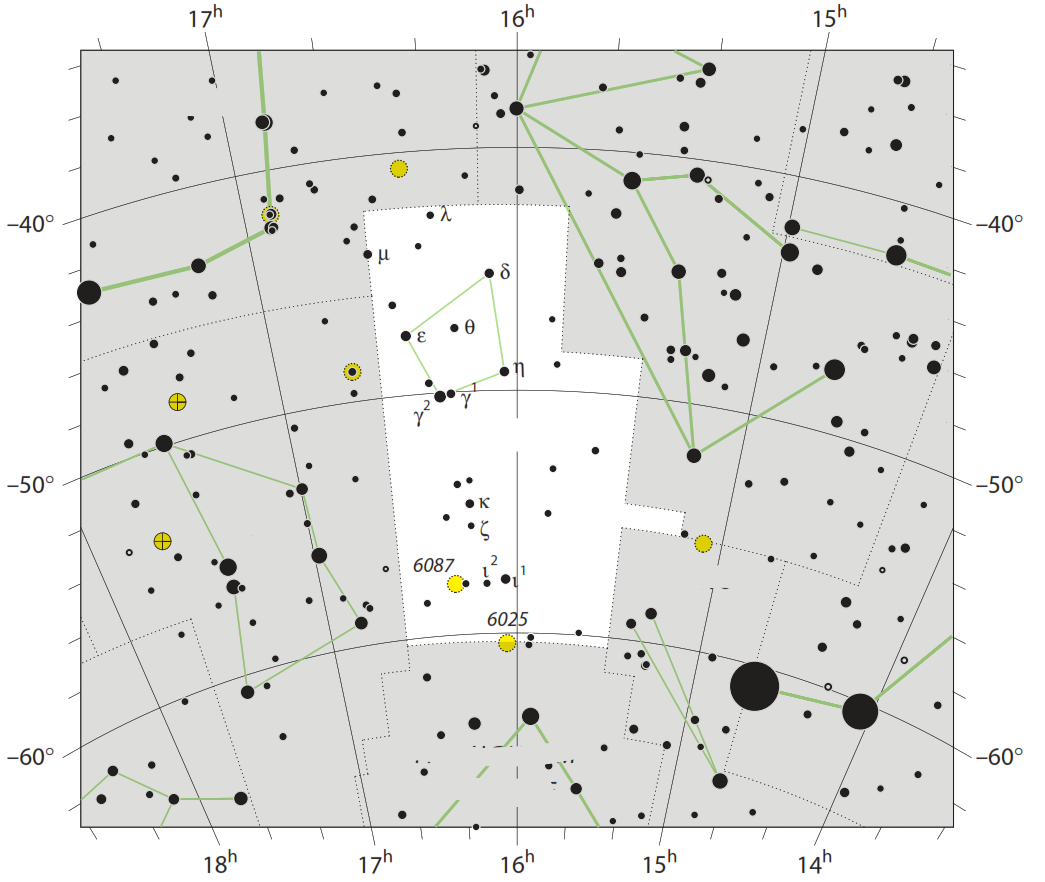 17h 16h 15h
λ
μ
δ
–40° –40°
θ
ε
η
γ2 γ1
–50° –50°
κ
ζ
6087 ι2 ι1
6025
–60° –60°
18h 17h 16h 15h 14h